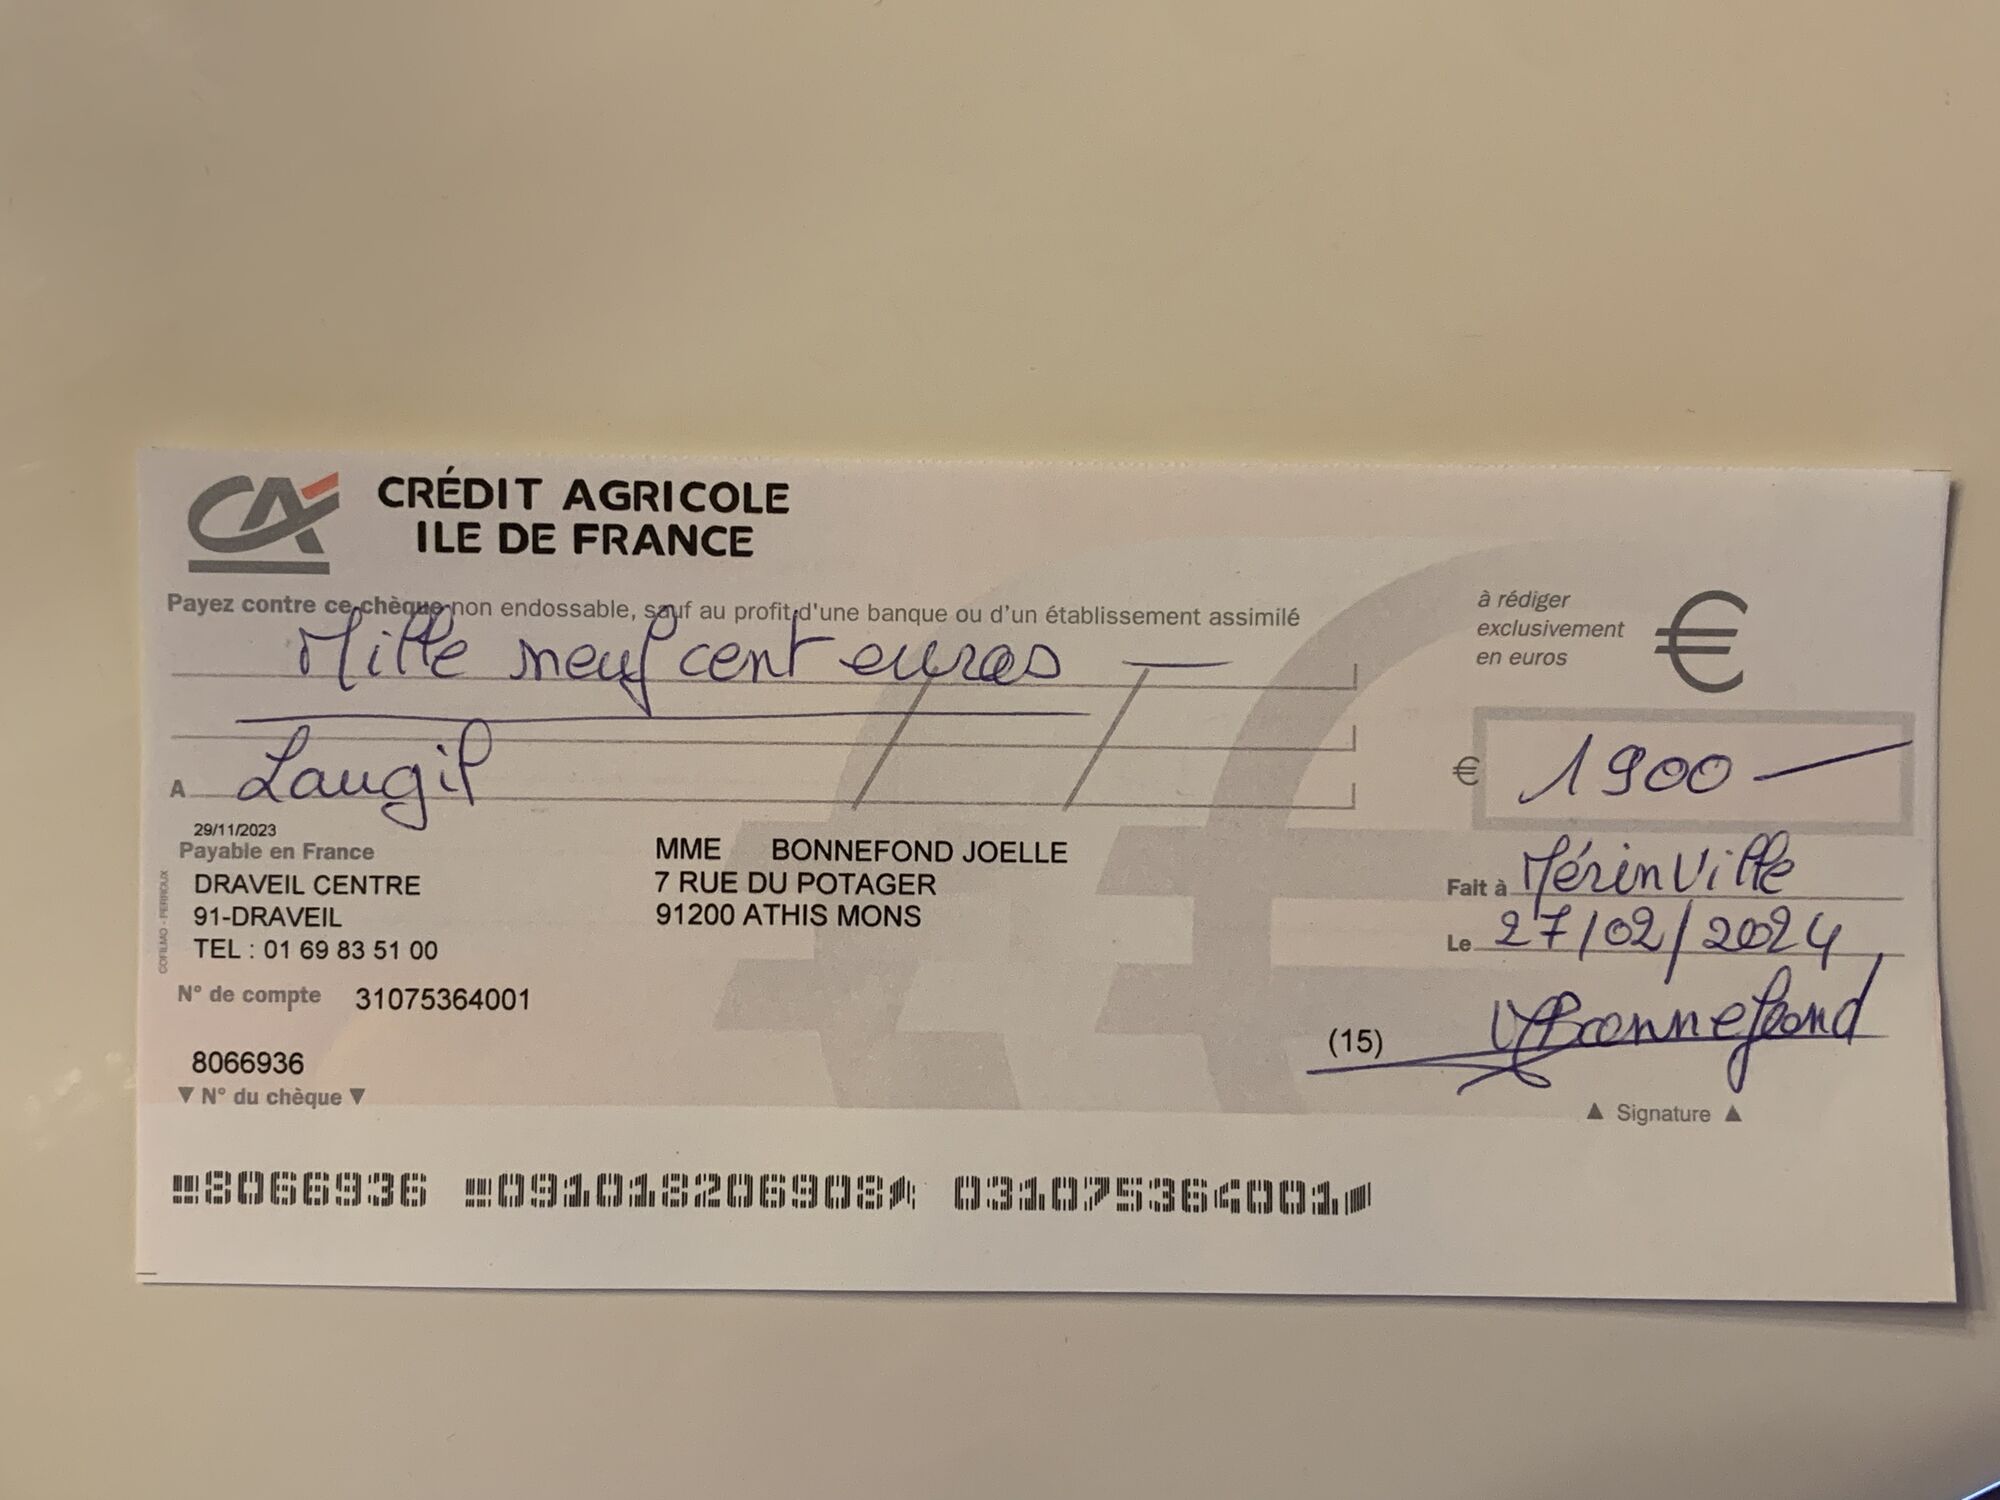 CRÉDIT AGRICOLE
ILE DE FRANCE
Payez contre ce chèque non endossable, sauf au profit d'une banque ou d'un établissement assimilé
à rédiger
exclusivement
en euros
€
Mille neuf cent euros
A Laugil
€ 1900
29/11/2023
Payable en France
DRAVEIL CENTRE
91-DRAVEIL
TEL : 01 69 83 51 00
COFILMO - PERROUX
MME BONNEFOND JOELLE
7 RUE DU POTAGER
91200 ATHIS MONS
Fait à MérinVille
Le 27/02/2024
N° de compte 31075364001
(15)
Bonnefond
8066936
▼ N° du chèque ▼
▲ Signature ▲
8066936 091018206908 031075364001